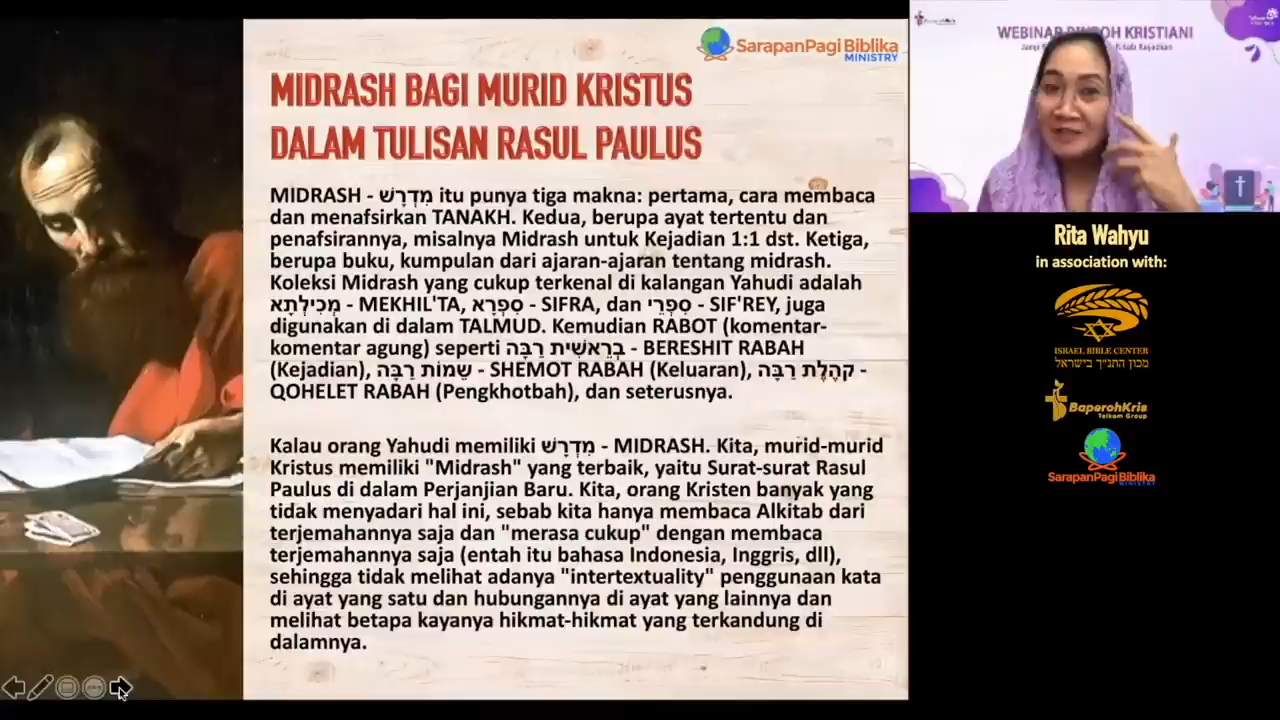 SarapanPagi Biblika
MINISTRY
MIDRASH BAGI MURID KRISTUS
DALAM TULISAN RASUL PAULUS
MIDRASH - מִדְרָשׁ itu punya tiga makna: pertama, cara membaca
dan menafsirkan TANAKH. Kedua, berupa ayat tertentu dan
penafsirannya, misalnya Midrash untuk Kejadian 1:1 dst. Ketiga,
berupa buku, kumpulan dari ajaran-ajaran tentang midrash.
Koleksi Midrash yang cukup terkenal di kalangan Yahudi adalah
מְכִילְתָא - MEKHIL'TA, סִפְרָא - SIFRA, dan סִפְרֵי - SIF'REY, juga
digunakan di dalam TALMUD. Kemudian RABOT (komentar-
komentar agung) seperti בְּרֵאשִׁית רַבָּה - BERESHIT RABAH
(Kejadian), שֵׁמוֹת רַבָּה - SHEMOT RABAH (Keluaran), קֹהֶלֶת רַבָּה -
QOHELET RABAH (Pengkhotbah), dan seterusnya.
Kalau orang Yahudi memiliki מִדְרָשׁ - MIDRASH. Kita, murid-murid
Kristus memiliki "Midrash" yang terbaik, yaitu Surat-surat Rasul
Paulus di dalam Perjanjian Baru. Kita, orang Kristen banyak yang
tidak menyadari hal ini, sebab kita hanya membaca Alkitab dari
terjemahannya saja dan "merasa cukup" dengan membaca
terjemahannya saja (entah itu bahasa Indonesia, Inggris, dll),
sehingga tidak melihat adanya "intertextuality" penggunaan kata
di ayat yang satu dan hubungannya di ayat yang lainnya dan
melihat betapa kayanya hikmat-hikmat yang terkandung di
dalamnya.
WEBINAR KRISTIANI
Rita Wahyu
in association with:
ISRAEL BIBLE CENTER
מכון התנ"ך בישראל
BaperohKris
Telkom Group
SarapanPagi Biblika
MINISTRY